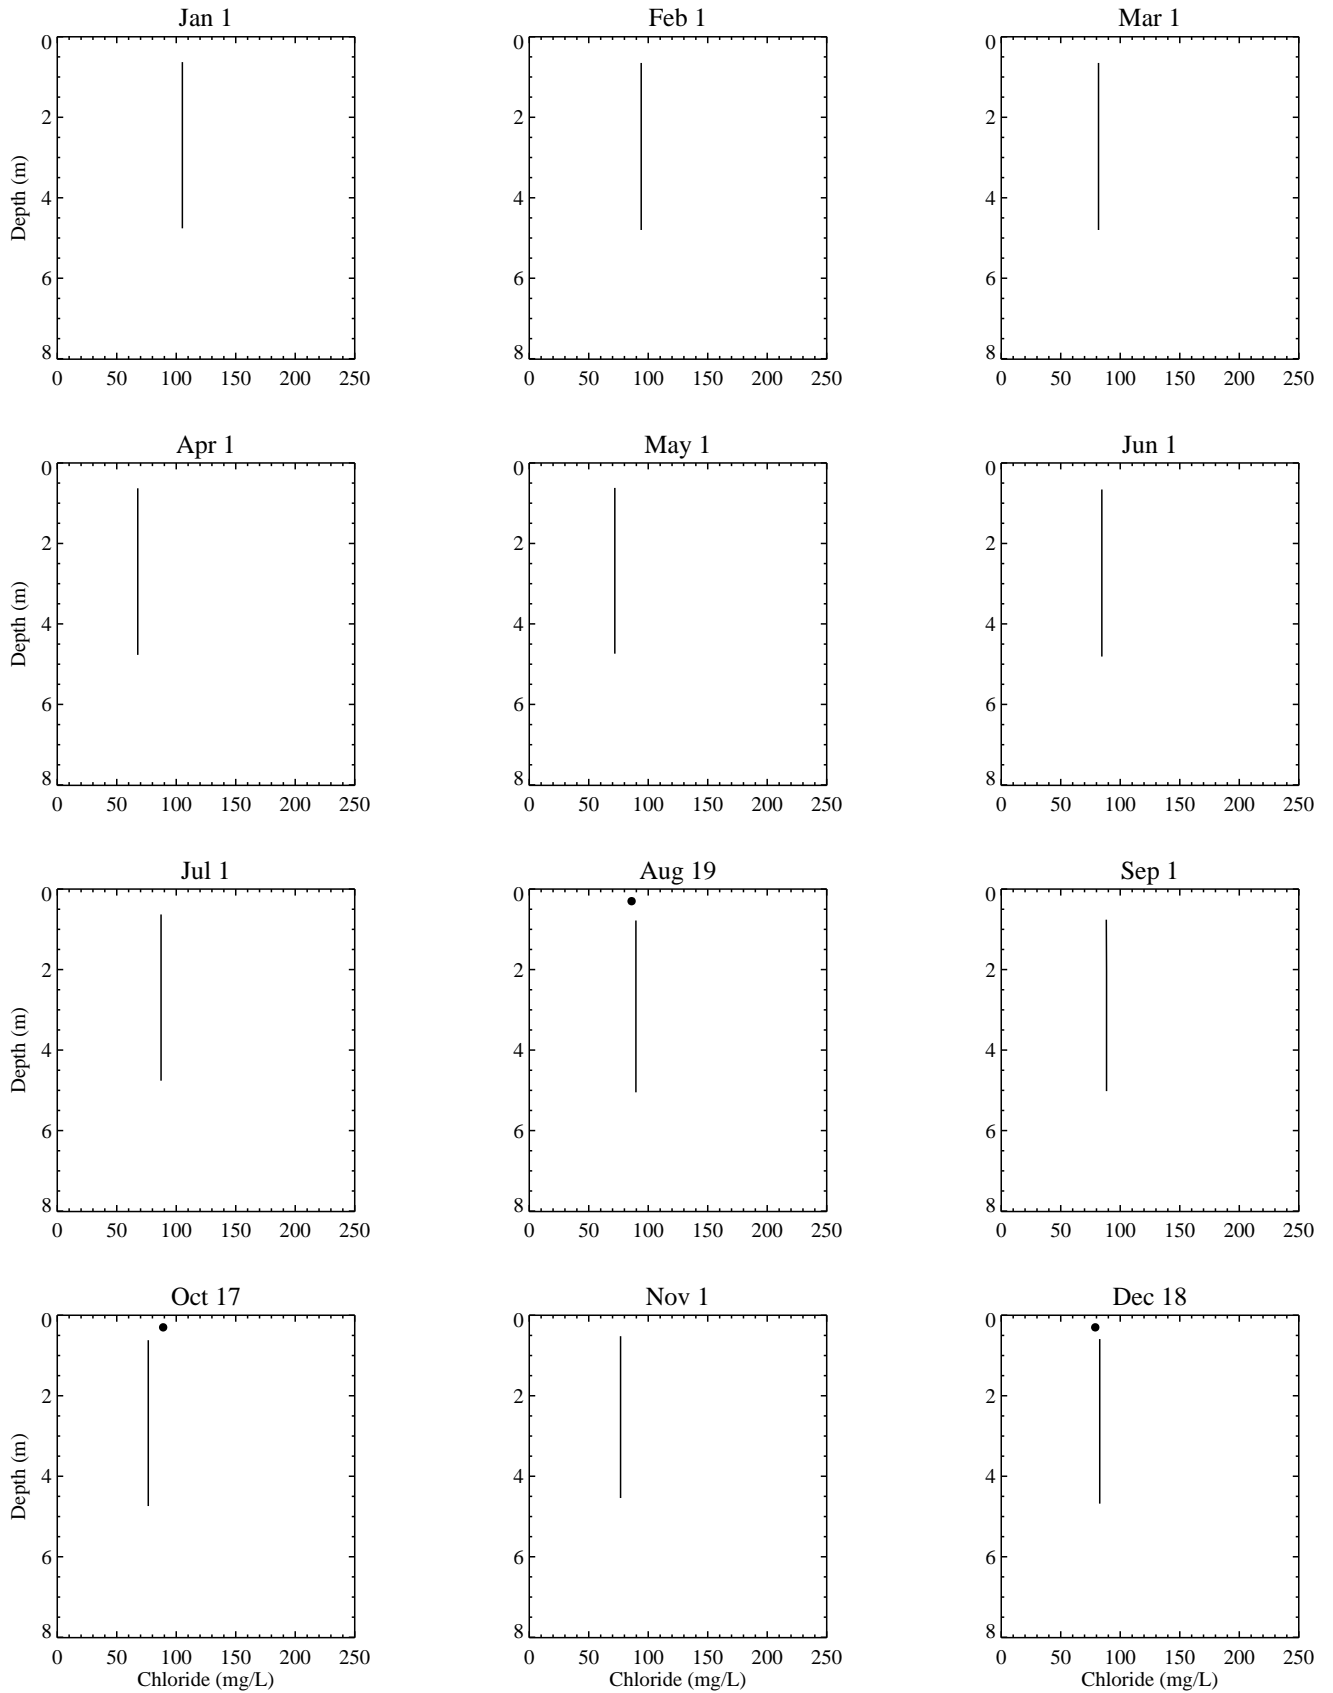 Jan 1
Feb 1
Mar 1
0 0 0
2 2 2
4 4 4
6 6 6
8 8 8
Depth (m)
0 50 100 150 200 250 0 50 100 150 200 250 0 50 100 150 200 250
Apr 1
May 1
Jun 1
0 0 0
2 2 2
4 4 4
6 6 6
8 8 8
Depth (m)
0 50 100 150 200 250 0 50 100 150 200 250 0 50 100 150 200 250
Jul 1
Aug 19
Sep 1
0 0 0
2 2 2
4 4 4
6 6 6
8 8 8
Depth (m)
0 50 100 150 200 250 0 50 100 150 200 250 0 50 100 150 200 250
Oct 17
Nov 1
Dec 18
0 0 0
2 2 2
4 4 4
6 6 6
8 8 8
Depth (m)
0 50 100 150 200 250 0 50 100 150 200 250 0 50 100 150 200 250
Chloride (mg/L)
Chloride (mg/L)
Chloride (mg/L)